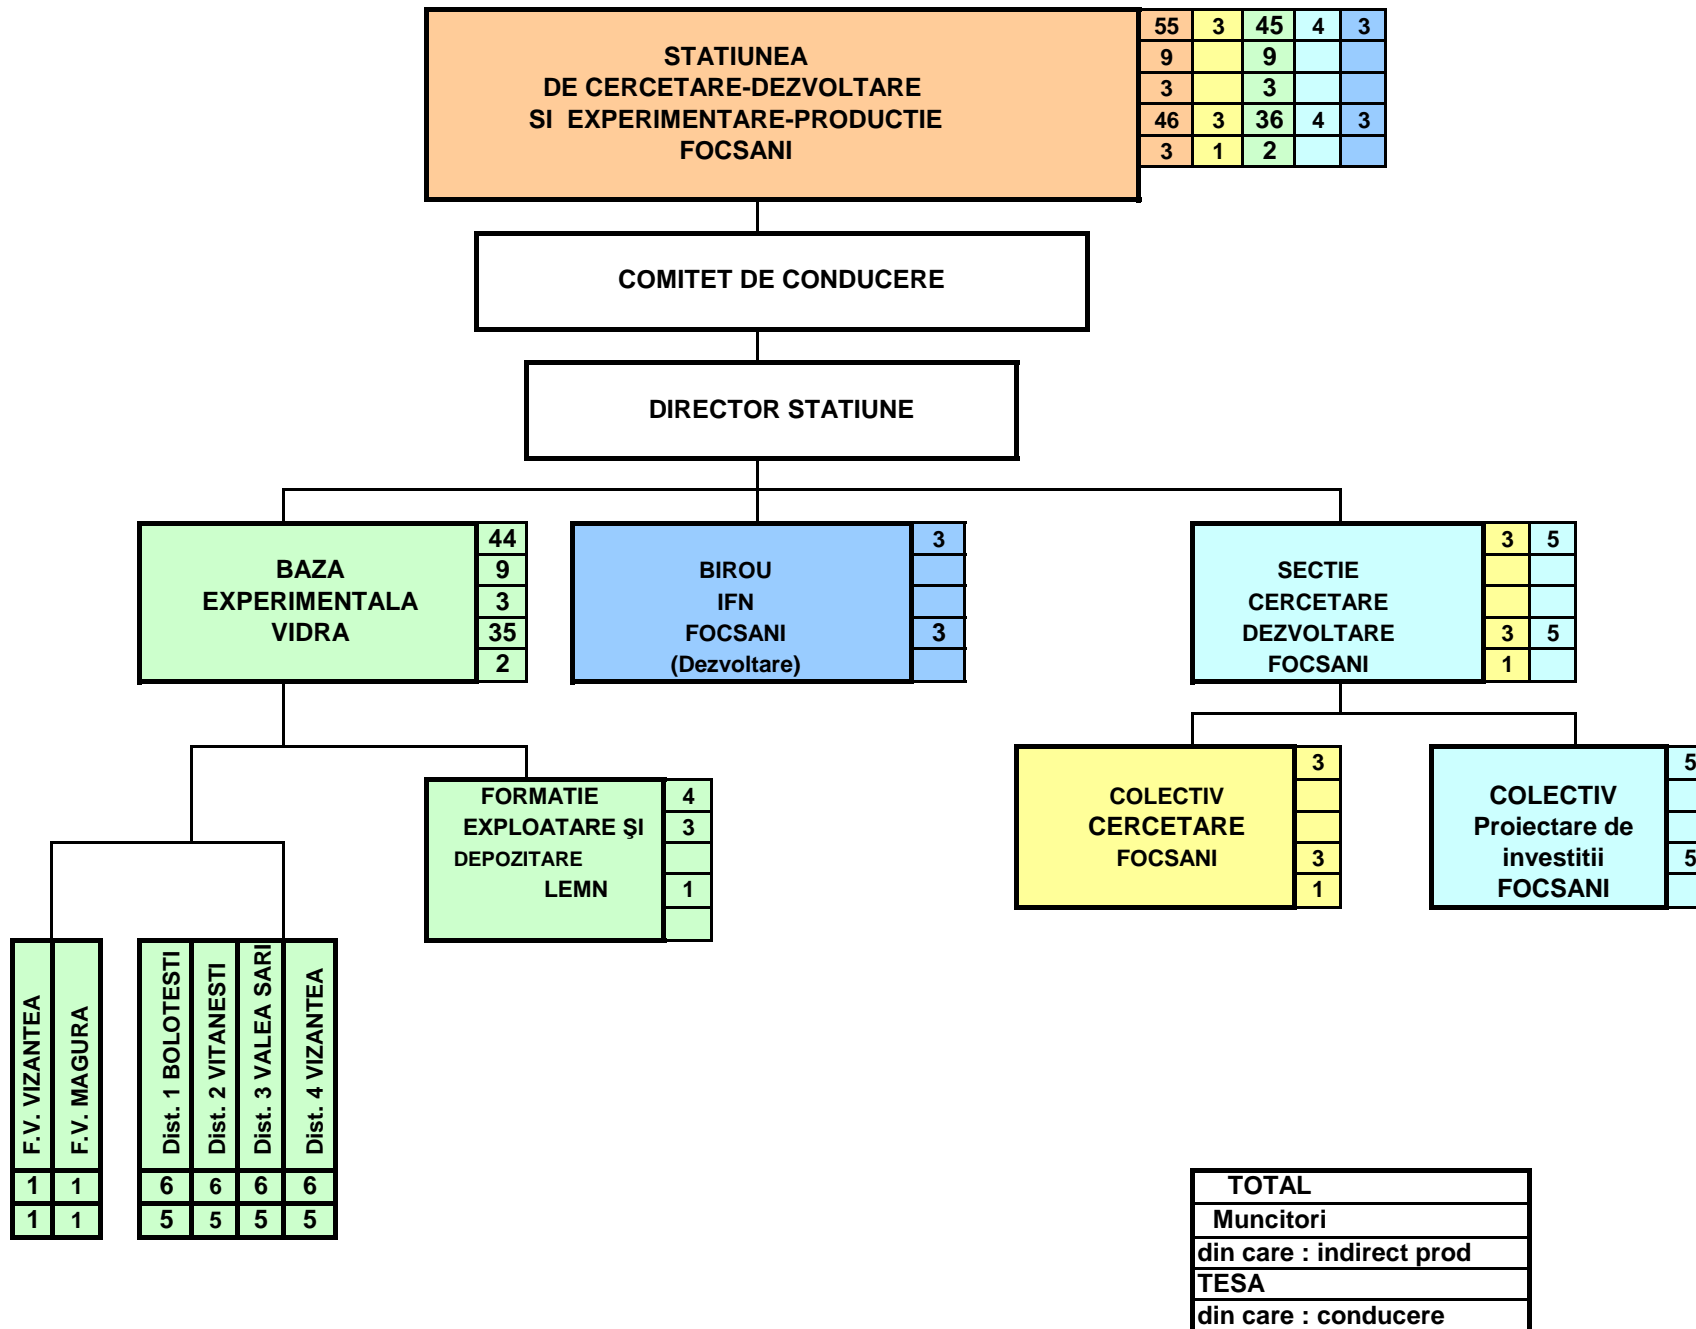 STATIUNEA
DE CERCETARE-DEZVOLTARE
SI EXPERIMENTARE-PRODUCTIE
FOCSANI
55 3 45 4 3
9 9
3 3
46 3 36 4 3
3 1 2
COMITET DE CONDUCERE
DIRECTOR STATIUNE
BAZA
EXPERIMENTALA
VIDRA
44
9
3
35
2
BIROU
IFN
FOCSANI
(Dezvoltare)
3
3
SECTIE
CERCETARE
DEZVOLTARE
FOCSANI
3 5
3 5
1
FORMATIE
EXPLOATARE ŞI
DEPOZITARE
LEMN
4
3
1
COLECTIV
CERCETARE
FOCSANI
3
3
1
COLECTIV
Proiectare de
investitii
FOCSANI
5
5
F.V. VIZANTEA
F.V. MAGURA
Dist. 1 BOLOTESTI
Dist. 2 VITANESTI
Dist. 3 VALEA SARI
Dist. 4 VIZANTEA
1 1 6 6 6 6
1 1 5 5 5 5
TOTAL
Muncitori
din care : indirect prod
TESA
din care : conducere